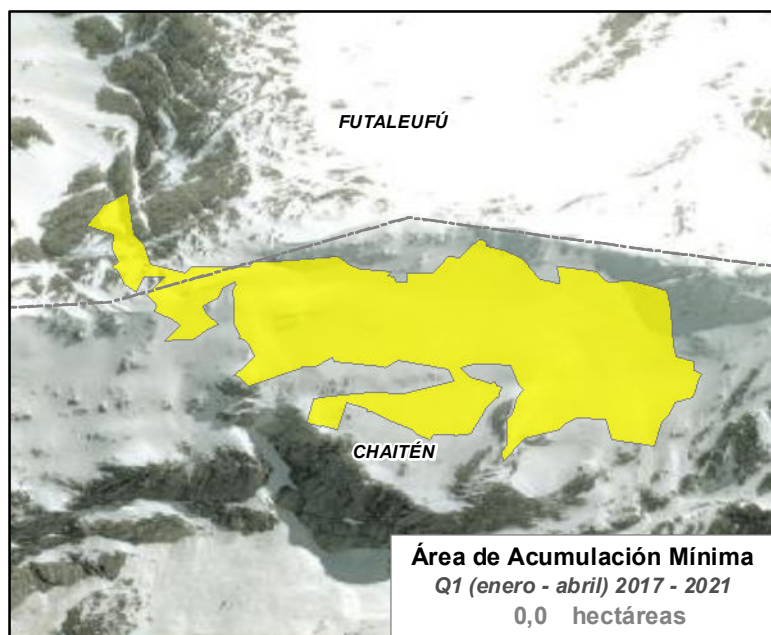 FUTALEUFÚ
CHAITÉN
Área de Acumulación Mínima
Q1 (enero - abril) 2017 - 2021
0,0 hectáreas